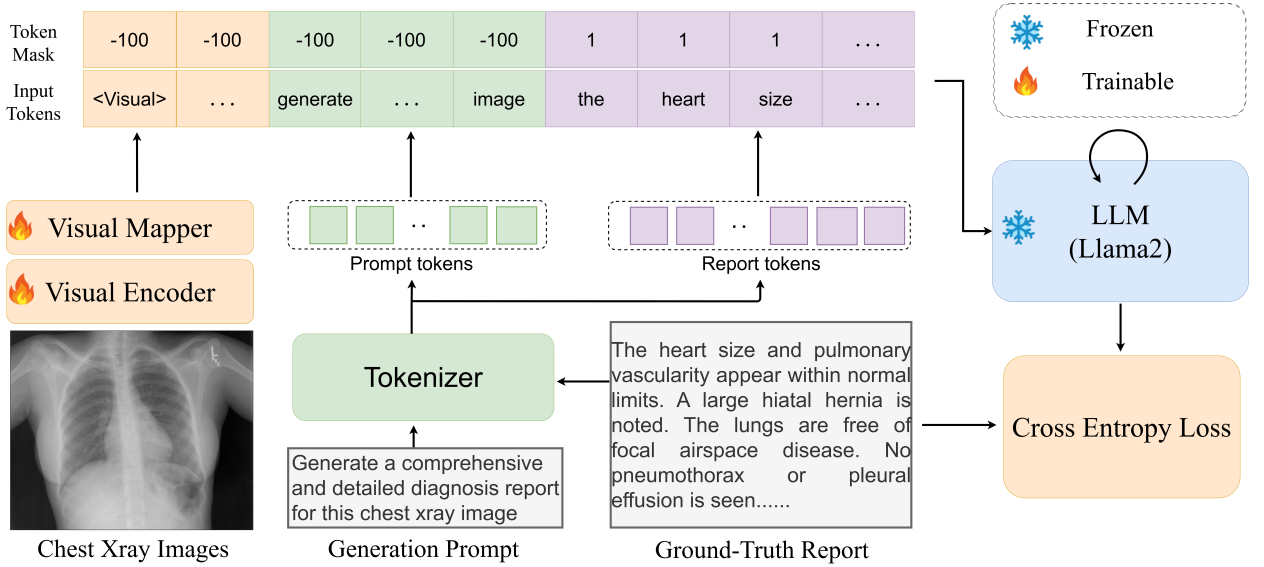 Token Mask
-100 -100 -100 -100 -100 1 1 1 ...
Input Tokens
<Visual> ... generate ... image the heart size ...
Frozen
Trainable
Visual Mapper
Visual Encoder
Chest Xray Images
..
Prompt tokens
..
Report tokens
Tokenizer
Generate a comprehensive
and detailed diagnosis report
for this chest xray image
Generation Prompt
The heart size and pulmonary
vascularity appear within normal
limits. A large hiatal hernia is
noted. The lungs are free of
focal airspace disease. No
pneumothorax or pleural
effusion is seen......
Ground-Truth Report
LLM
(Llama2)
Cross Entropy Loss